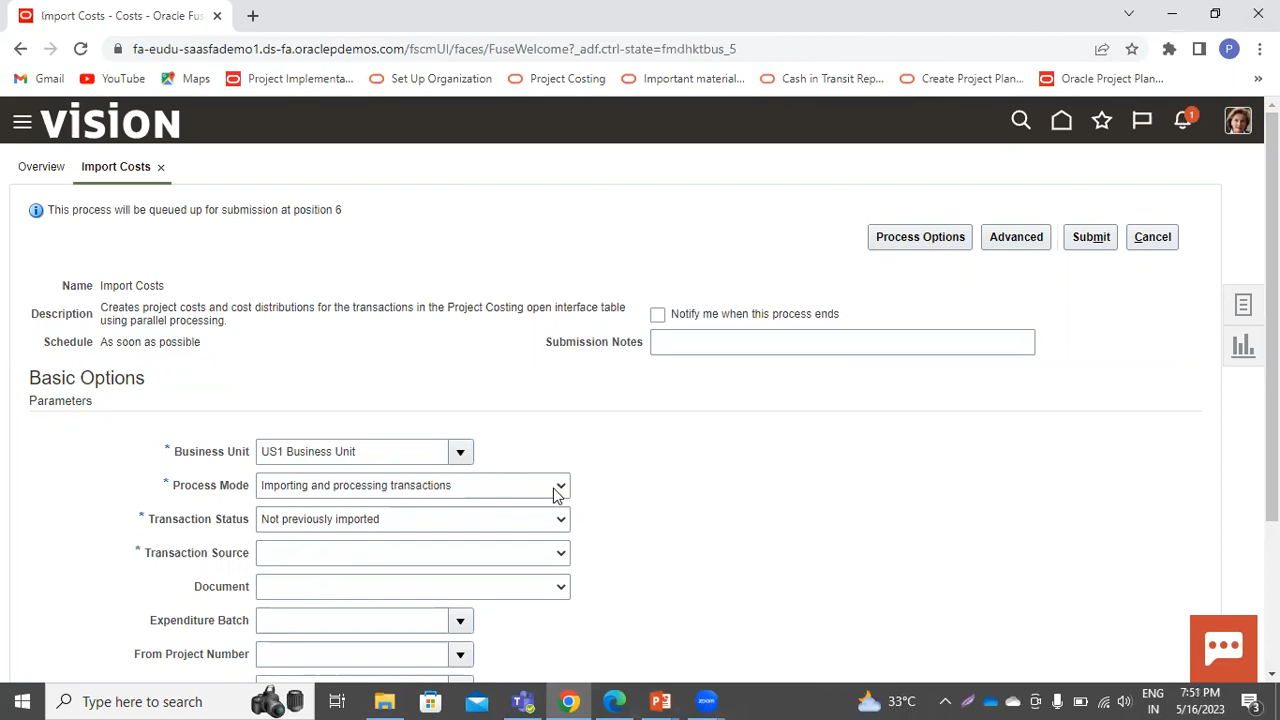 Import Costs - Costs - Oracle Fus
fa-eudu-saasfademo1.ds-fa.oraclepdemos.com/fscmUI/faces/FuseWelcome?_adf.ctrl-state=fmdhktbus_5
P
Gmail YouTube Maps Project Implementa... Set Up Organization Project Costing Important material... Cash in Transit Rep... Create Project Plan... Oracle Project Plan... »
VISION
1
Overview Import Costs x
This process will be queued up for submission at position 6
Process Options Advanced Submit Cancel
Name Import Costs
Description Creates project costs and cost distributions for the transactions in the Project Costing open interface table using parallel processing.
Notify me when this process ends
Schedule As soon as possible
Submission Notes
Basic Options
Parameters
* Business Unit US1 Business Unit
* Process Mode Importing and processing transactions
* Transaction Status Not previously imported
* Transaction Source
Document
Expenditure Batch
From Project Number
Type here to search
33°C
ENG
IN
7:51 PM
5/16/2023
3
zoom